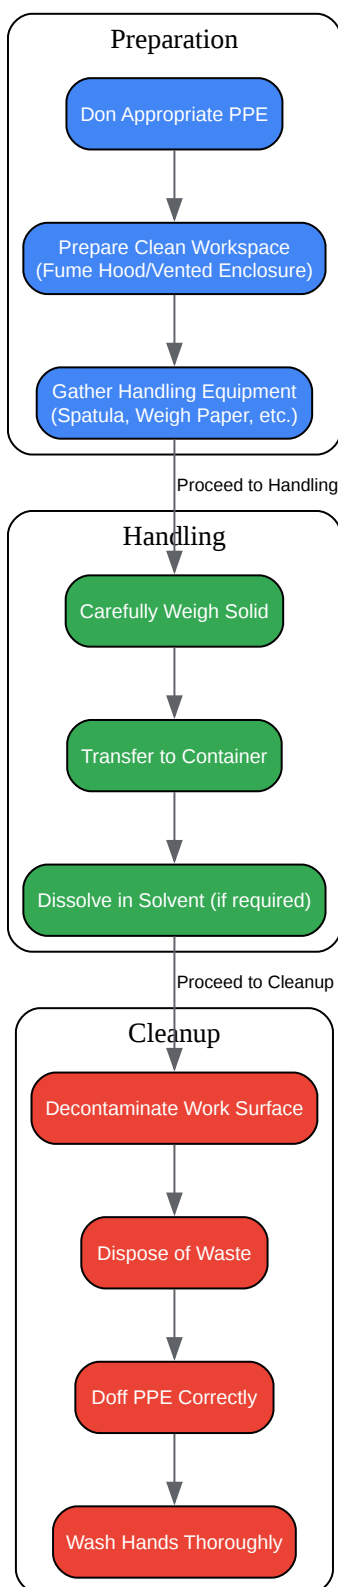 Preparation
Don Appropriate PPE
Prepare Clean Workspace
(Fume Hood/Vented Enclosure)
Gather Handling Equipment
(Spatula, Weigh Paper, etc.)
Proceed to Handling
Handling
Carefully Weigh Solid
Transfer to Container
Dissolve in Solvent (if required)
Proceed to Cleanup
Cleanup
Decontaminate Work Surface
Dispose of Waste
Doff PPE Correctly
Wash Hands Thoroughly